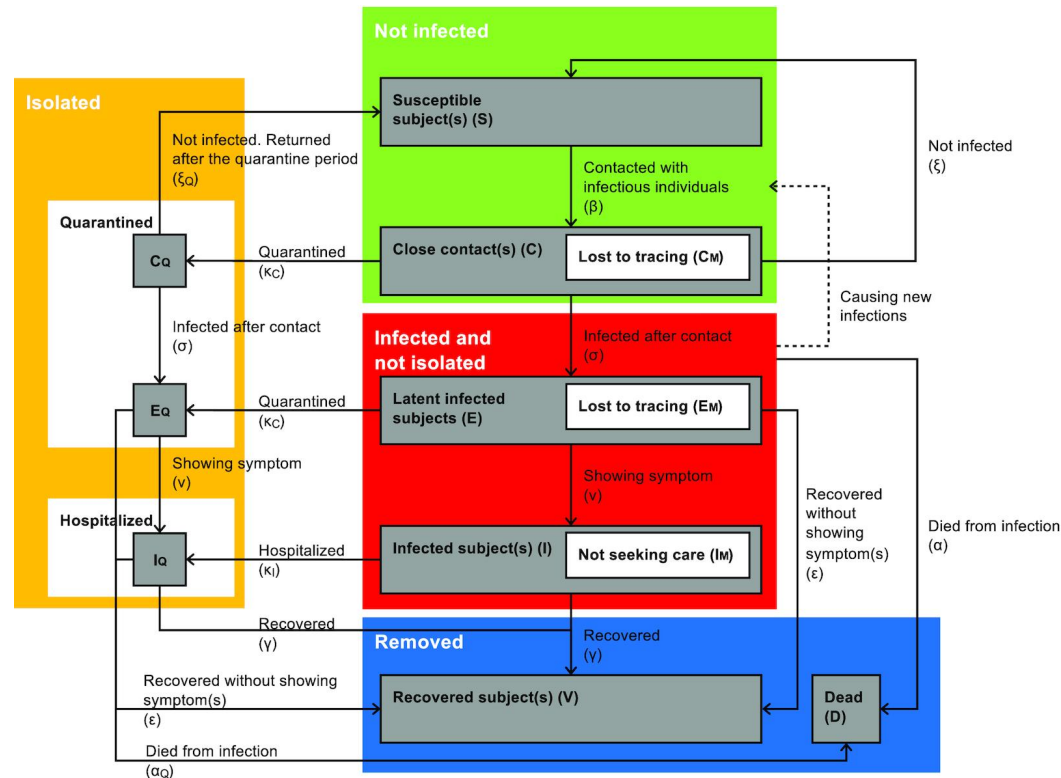 Not infected
Isolated
Susceptible
subject(s) (S)
Not infected. Returned
after the quarantine period
(ξQ)
Not infected
(ξ)
Contacted with
infectious individuals
(β)
Quarantined
CQ
Quarantined
(κC)
Close contact(s) (C)
Lost to tracing (CM)
Causing new
infections
Infected after contact
(σ)
Infected and
not isolated
Infected after contact
(σ)
EQ
Quarantined
(κC)
Latent infected
subjects (E)
Lost to tracing (EM)
Showing symptom
(ν)
Showing symptom
(ν)
Recovered
without
showing
symptom(s)
(ε)
Died from infection
(α)
Hospitalized
IQ
Hospitalized
(κI)
Infected subject(s) (I)
Not seeking care (IM)
Recovered
(γ)
Removed
Recovered
(γ)
Recovered without showing
symptom(s)
(ε)
Recovered subject(s) (V)
Dead
(D)
Died from infection
(αQ)